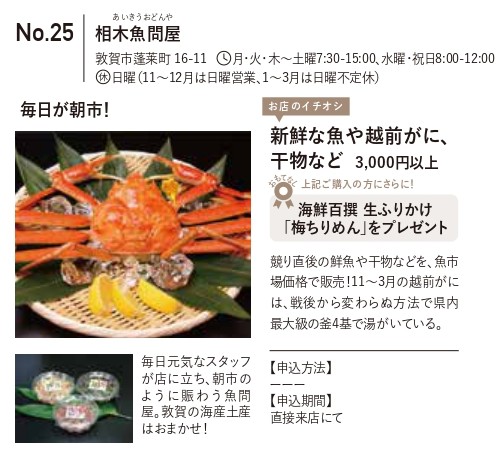 No.25
あいきうおどんや
相木魚問屋
敦賀市蓬莱町 16-11 月・火・木〜土曜7:30-15:00、水曜・祝日8:00-12:00
休 日曜（11〜12月は日曜営業、1〜3月は日曜不定休）
毎日が朝市！
お店のイチオシ
新鮮な魚や越前がに、
干物など 3,000円以上
おもてなし
上記ご購入の方にさらに！
海鮮百撰 生ふりかけ
「梅ちりめん」をプレゼント
競り直後の鮮魚や干物などを、魚市
場価格で販売！11〜3月の越前がに
は、戦後から変わらぬ方法で県内
最大級の釜4基で湯がいている。
毎日元気なスタッフ
が店に立ち、朝市の
ように賑わう魚問
屋。敦賀の海産土産
はおまかせ！
【申込方法】
ーーー
【申込期間】
直接来店にて